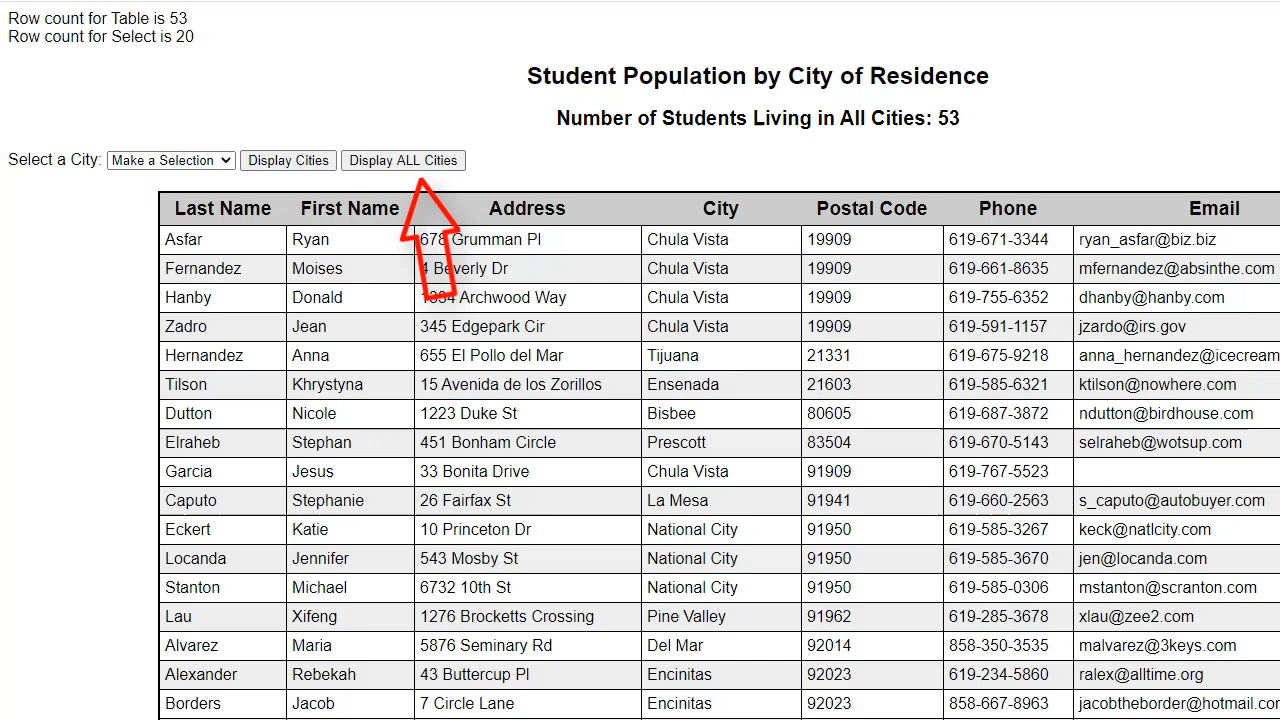 Row count for Table is 53
Row count for Select is 20
Student Population by City of Residence
Number of Students Living in All Cities: 53
Select a City: Make a Selection Display Cities Display ALL Cities
Last Name First Name Address City Postal Code Phone Email
Asfar Ryan 678 Grumman Pl Chula Vista 19909 619-671-3344 ryan_asfar@biz.biz
Fernandez Moises 4 Beverly Dr Chula Vista 19909 619-661-8635 mfernandez@absinthe.com
Hanby Donald Archwood Way Chula Vista 19909 619-755-6352 dhanby@hanby.com
Zadro Jean 345 Edgepark Cir Chula Vista 19909 619-591-1157 jzardo@irs.gov
Hernandez Anna 655 El Pollo del Mar Tijuana 21331 619-675-9218 anna_hernandez@icecream
Tilson Khrystyna 15 Avenida de los Zorillos Ensenada 21603 619-585-6321 ktilson@nowhere.com
Dutton Nicole 1223 Duke St Bisbee 80605 619-687-3872 ndutton@birdhouse.com
Elraheb Stephan 451 Bonham Circle Prescott 83504 619-670-5143 selraheb@wotsup.com
Garcia Jesus 33 Bonita Drive Chula Vista 91909 619-767-5523
Caputo Stephanie 26 Fairfax St La Mesa 91941 619-660-2563 s_caputo@autobuyer.com
Eckert Katie 10 Princeton Dr National City 91950 619-585-3267 keck@natlcity.com
Locanda Jennifer 543 Mosby St National City 91950 619-585-3670 jen@locanda.com
Stanton Michael 6732 10th St National City 91950 619-585-0306 mstanton@scranton.com
Lau Xifeng 1276 Brocketts Crossing Pine Valley 91962 619-285-3678 xlau@zee2.com
Alvarez Maria 5876 Seminary Rd Del Mar 92014 858-350-3535 malvarez@3keys.com
Alexander Rebekah 43 Buttercup Pl Encinitas 92023 619-234-5860 ralex@alltime.org
Borders Jacob 7 Circle Lane Encinitas 92023 858-667-8963 jacobtheborder@hotmail.co